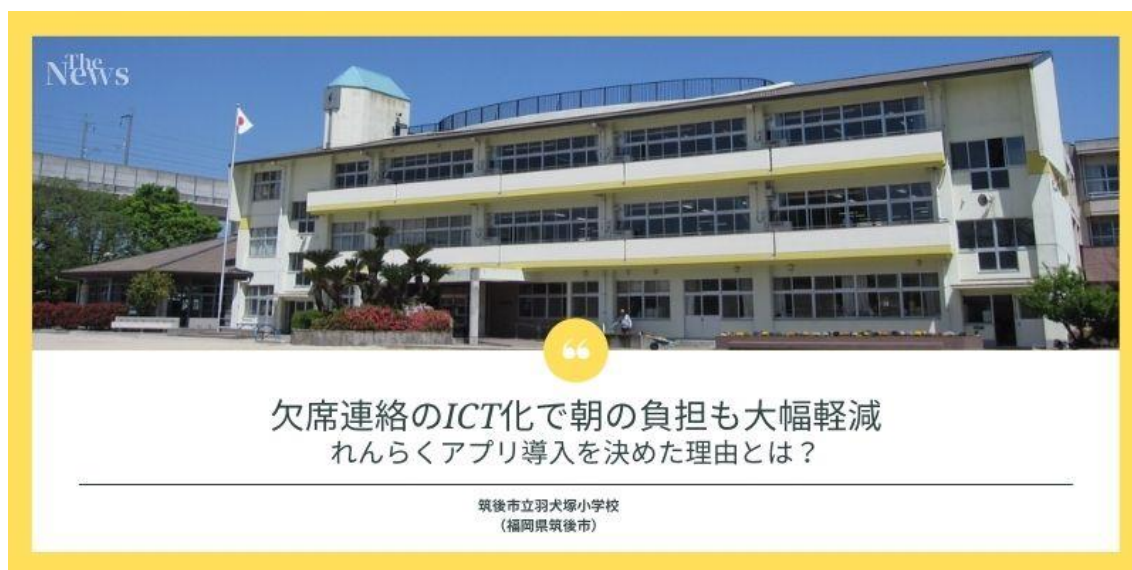 The
News
欠席連絡のICT化で朝の負担も大幅軽減
れんらくアプリ導入を決めた理由とは？
筑後市立羽犬塚小学校
（福岡県筑後市）